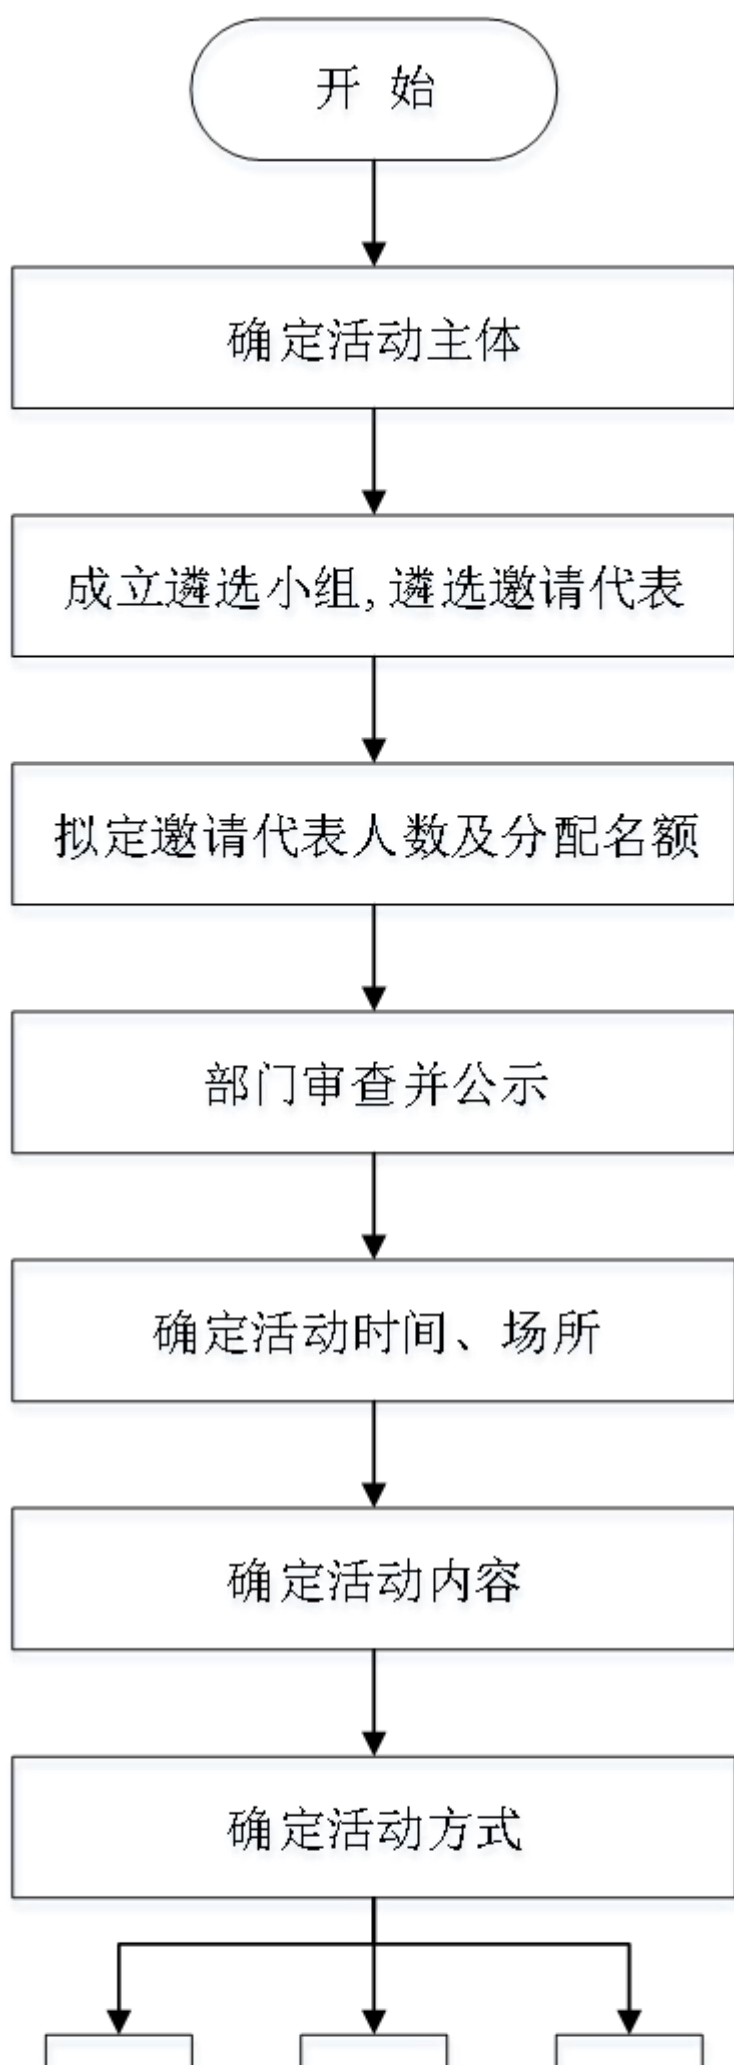 开 始
确定活动主体
成立遴选小组,遴选邀请代表
拟定邀请代表人数及分配名额
部门审查并公示
确定活动时间、场所
确定活动内容
确定活动方式